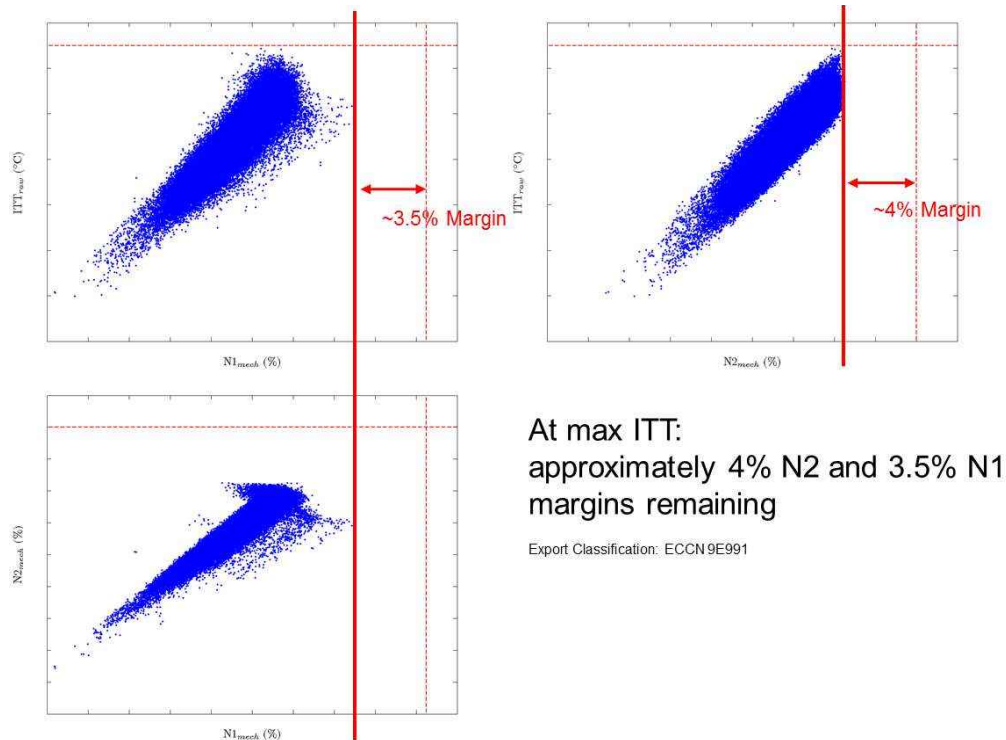 ITT_raw (°C)
~3.5% Margin
N1_mech (%)
ITT_raw (°C)
~4% Margin
N2_mech (%)
N2_mech (%)
N1_mech (%)
At max ITT:
approximately 4% N2 and 3.5% N1
margins remaining
Export Classification: ECCN 9E991